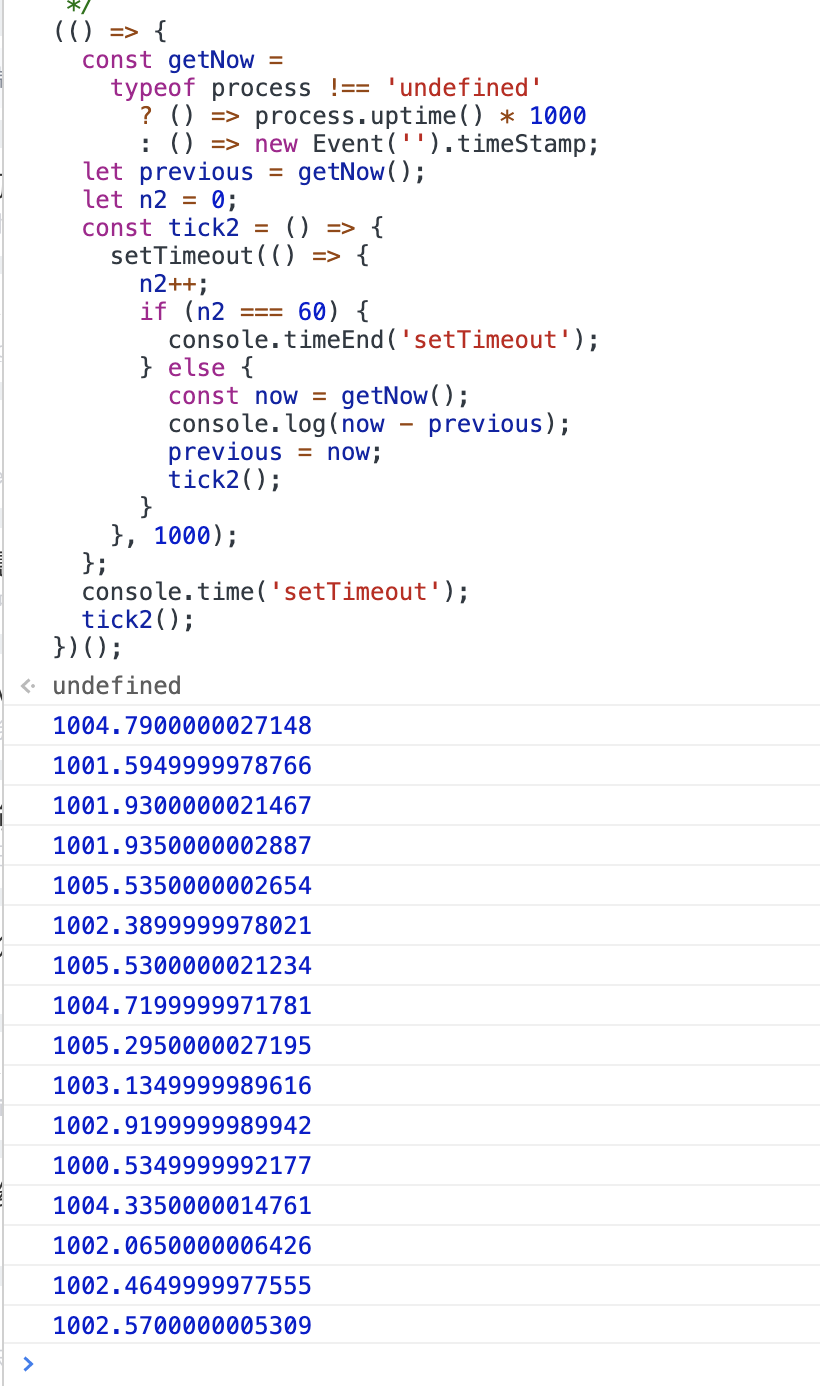 */
(() => {
  const getNow =
    typeof process !== 'undefined'
      ? () => process.uptime() * 1000
      : () => new Event('').timeStamp;
  let previous = getNow();
  let n2 = 0;
  const tick2 = () => {
    setTimeout(() => {
      n2++;
      if (n2 === 60) {
        console.timeEnd('setTimeout');
      } else {
        const now = getNow();
        console.log(now - previous);
        previous = now;
        tick2();
      }
    }, 1000);
  };
  console.time('setTimeout');
  tick2();
})();
undefined
1004.7900000027148
1001.5949999978766
1001.9300000021467
1001.9350000002887
1005.5350000002654
1002.3899999978021
1005.5300000021234
1004.7199999971781
1005.2950000027195
1003.1349999989616
1002.9199999989942
1000.5349999992177
1004.3350000014761
1002.0650000006426
1002.4649999977555
1002.5700000005309